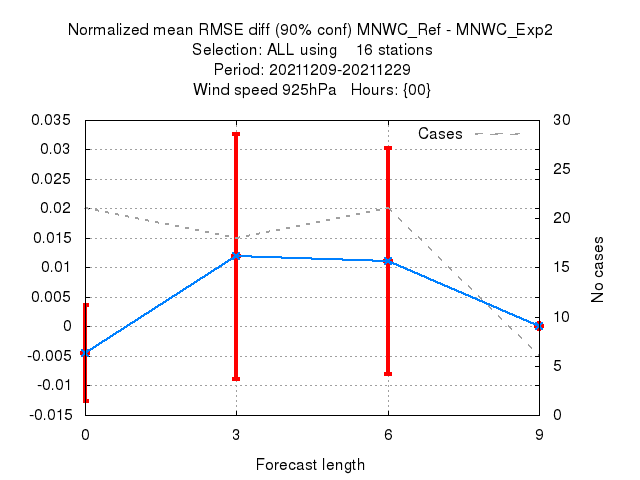 Normalized mean RMSE diff (90% conf) MNWC_Ref - MNWC_Exp2
Selection: ALL using    16 stations
Period: 20211209-20211229
Wind speed 925hPa   Hours: {00}
Cases
0.035
0.03
0.025
0.02
0.015
0.01
0.005
0
-0.005
-0.01
-0.015
30
25
20
15
10
5
0
No cases
0 3 6 9
Forecast length